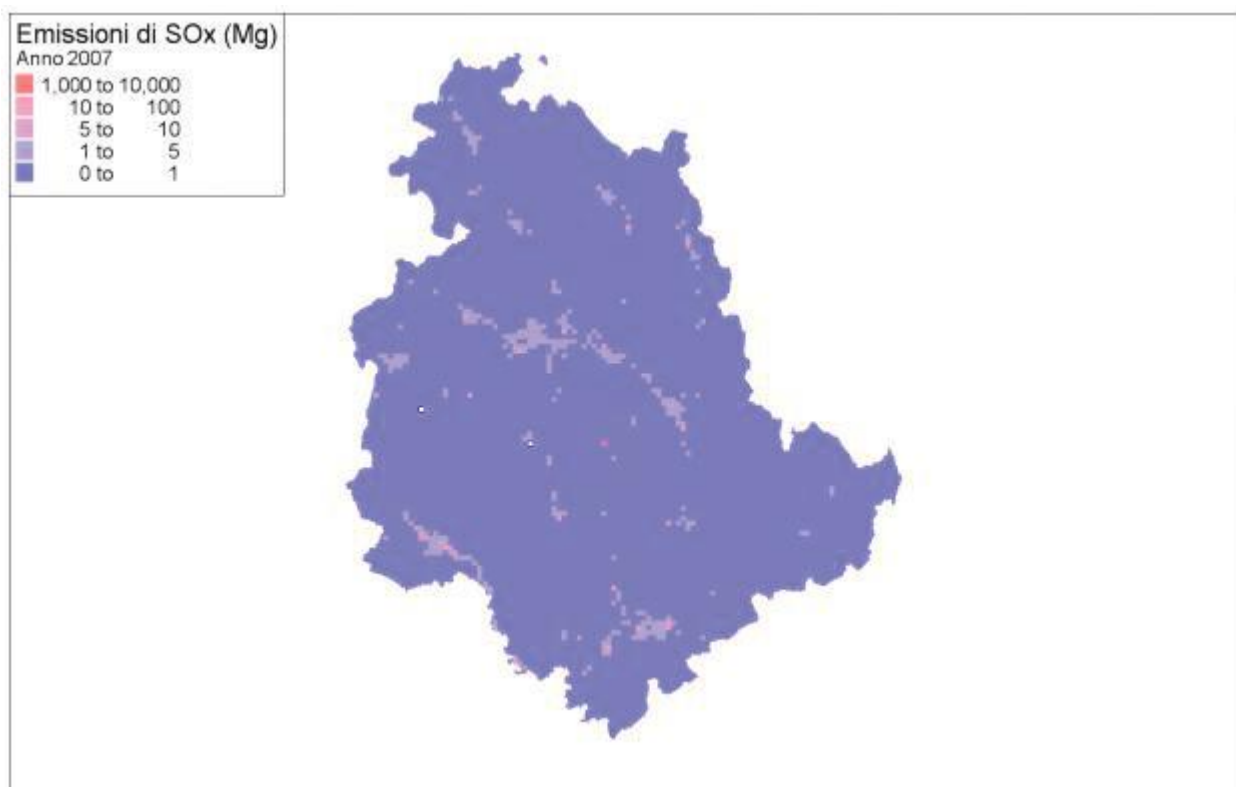 Emissioni di SOx (Mg)
Anno 2007
1,000 to 10,000
10 to 100
5 to 10
1 to 5
0 to 1